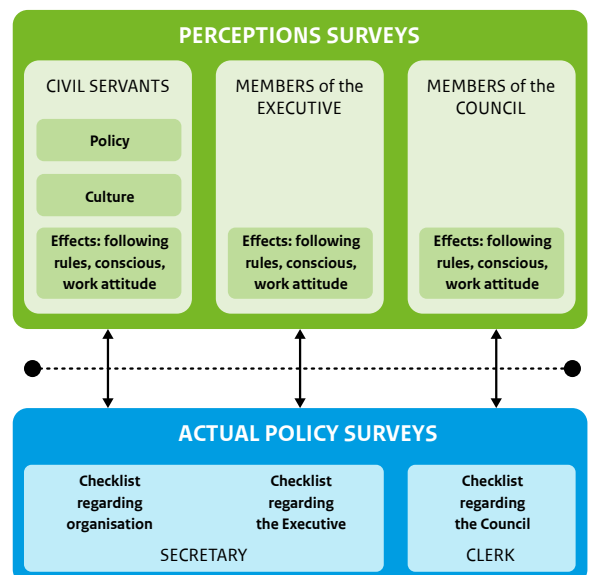 PERCEPTIONS SURVEYS
CIVIL SERVANTS
Policy
Culture
Effects: following
rules, conscious,
work attitude
MEMBERS of the
EXECUTIVE
Effects: following
rules, conscious,
work attitude
MEMBERS of the
COUNCIL
Effects: following
rules, conscious,
work attitude
ACTUAL POLICY SURVEYS
Checklist
regarding
organisation
Checklist
regarding
the Executive
SECRETARY
Checklist
regarding
the Council
CLERK